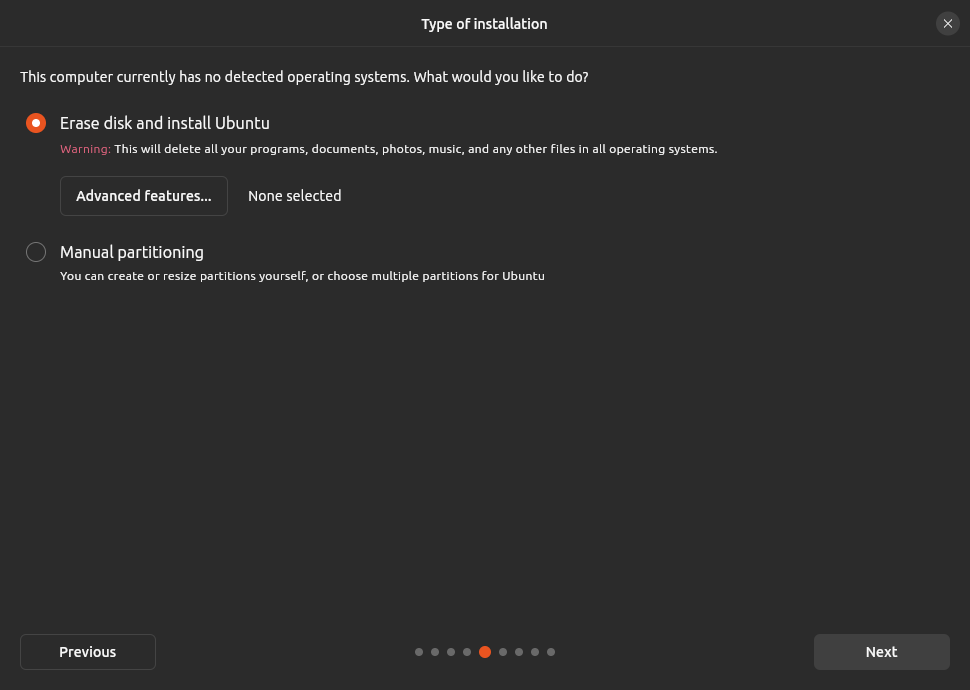 Type of installation
This computer currently has no detected operating systems. What would you like to do?
Erase disk and install Ubuntu
Warning: This will delete all your programs, documents, photos, music, and any other files in all operating systems.
Advanced features... None selected
Manual partitioning
You can create or resize partitions yourself, or choose multiple partitions for Ubuntu
Previous Next